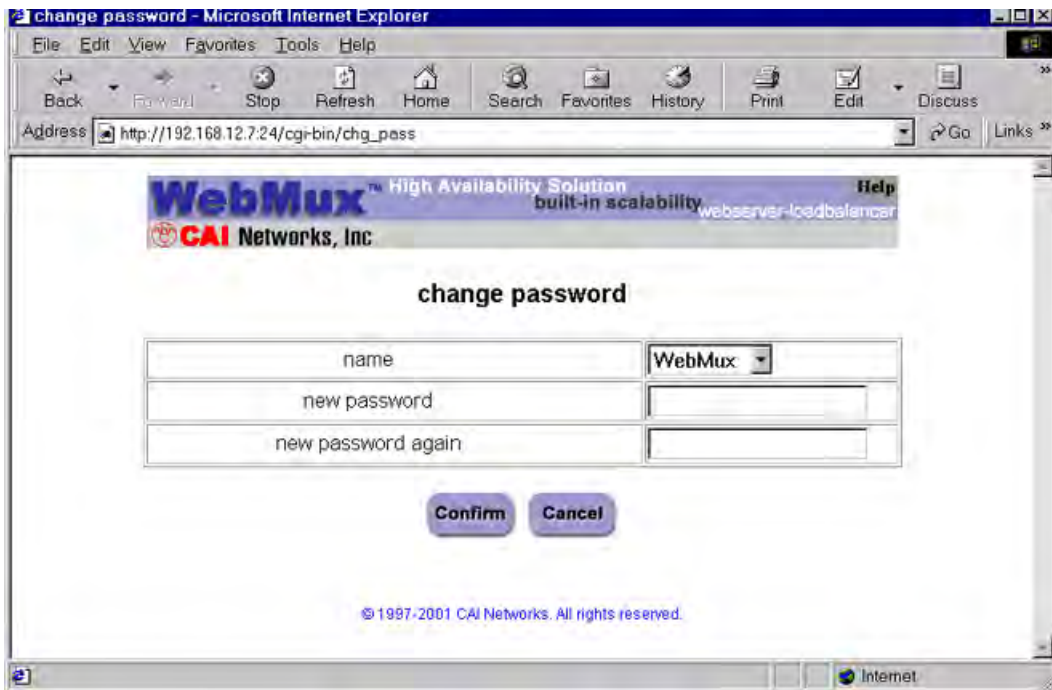 change password - Microsoft Internet Explorer
File Edit View Favorites Tools Help
Back Forward Stop Refresh Home Search Favorites History Print Edit Discuss »
Address http://192.168.12.7:24/cgi-bin/chg_pass Go Links »
WebMux™ High Availability Solution Help
built-in scalability webserver-loadbalancer
CAI Networks, Inc
change password
name WebMux
new password
new password again
Confirm Cancel
© 1997-2001 CAI Networks. All rights reserved.
Internet